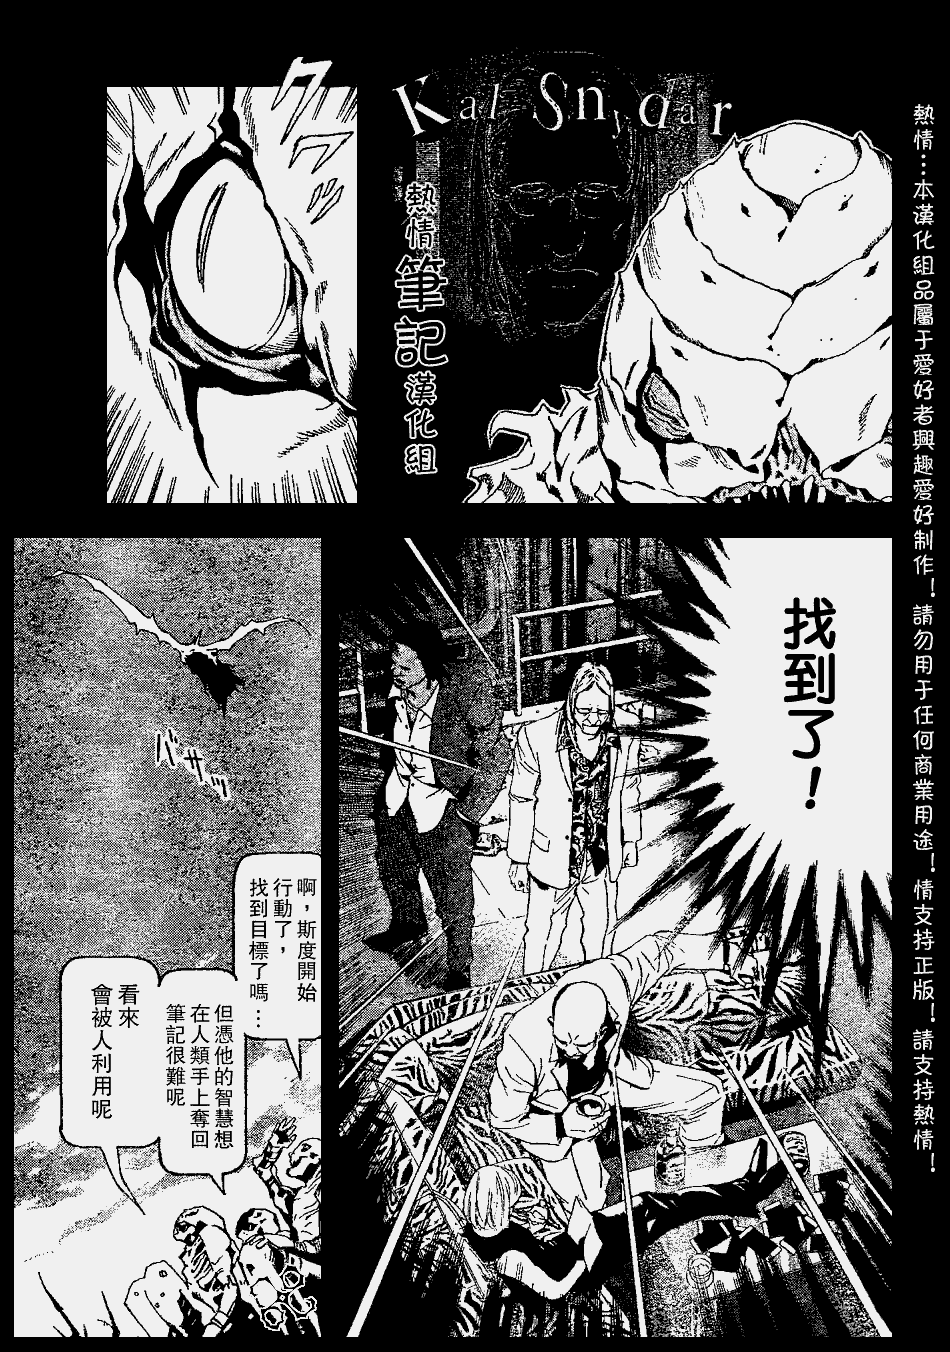 Kal Snydar
熱情
筆記
漢化組
クワッ
找到了！
啊，斯度開始
行動了，
找到目標了嗎…
但憑他的智慧想
在人類手上奪回
筆記很難呢
看來
會被人利用呢
バサッ
熱情…本漢化組品屬于愛好者興趣愛好制作！請勿用于任何商業用途！情支持正版！請支持熱情！